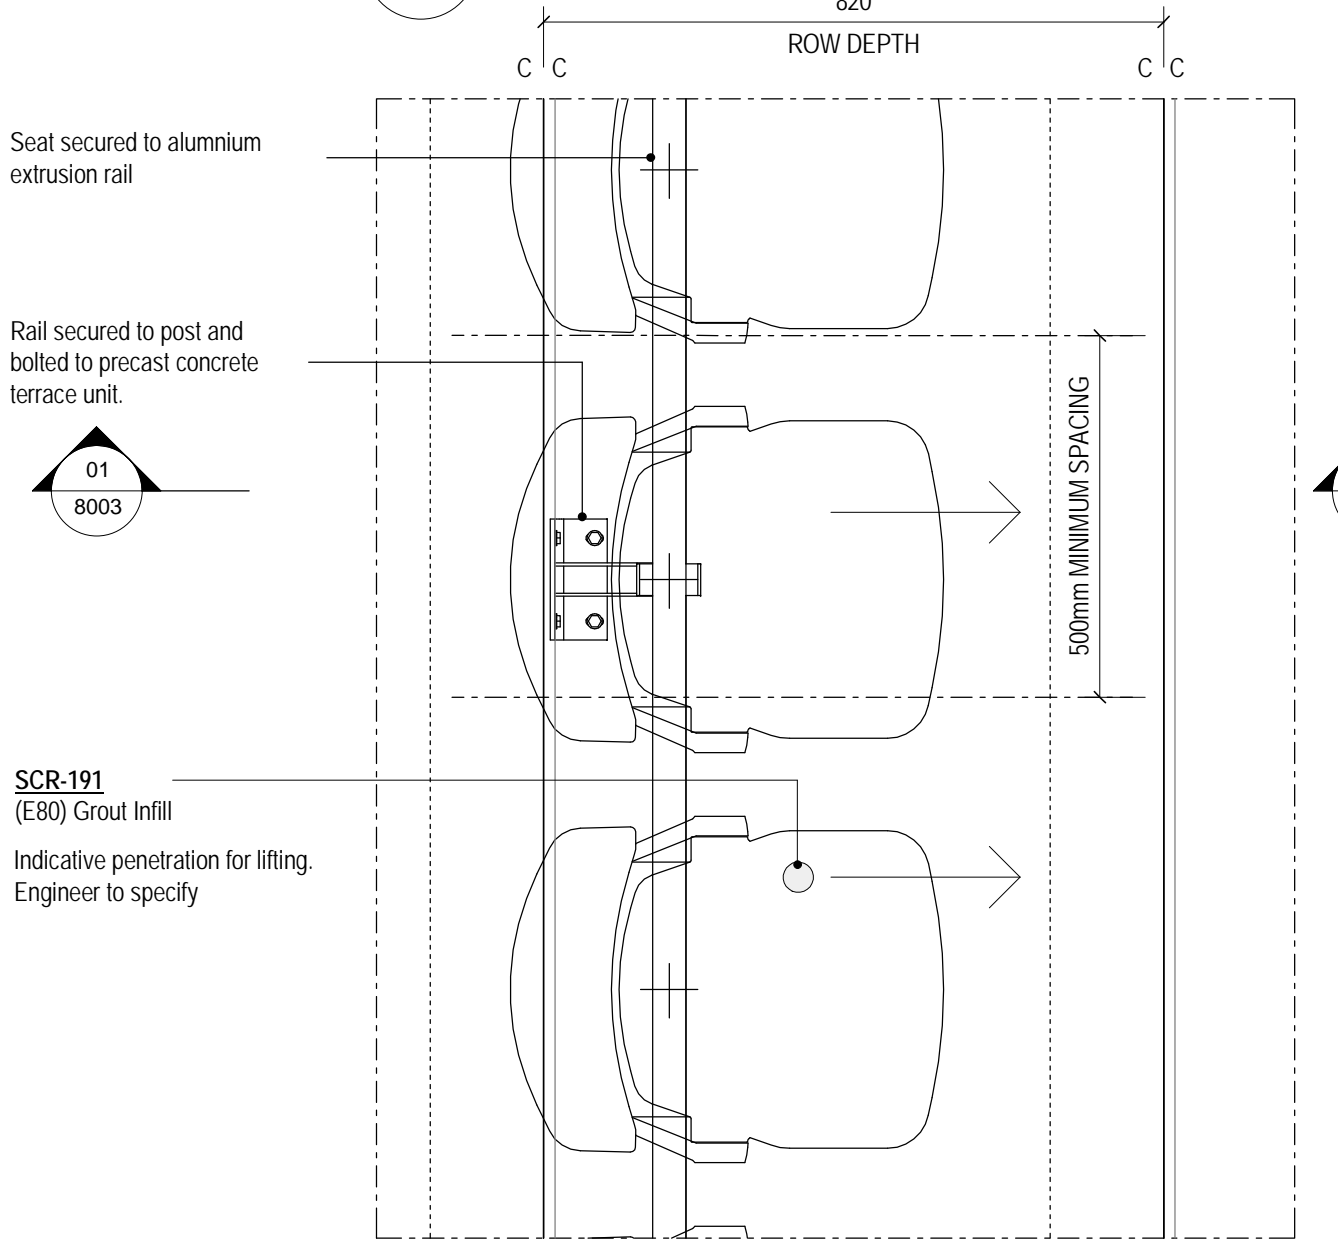 820
ROW DEPTH
C C
C C
Seat secured to alumnium
extrusion rail
Rail secured to post and
bolted to precast concrete
terrace unit.
01
8003
500mm MINIMUM SPACING
SCR-191
(E80) Grout Infill
Indicative penetration for lifting.
Engineer to specify